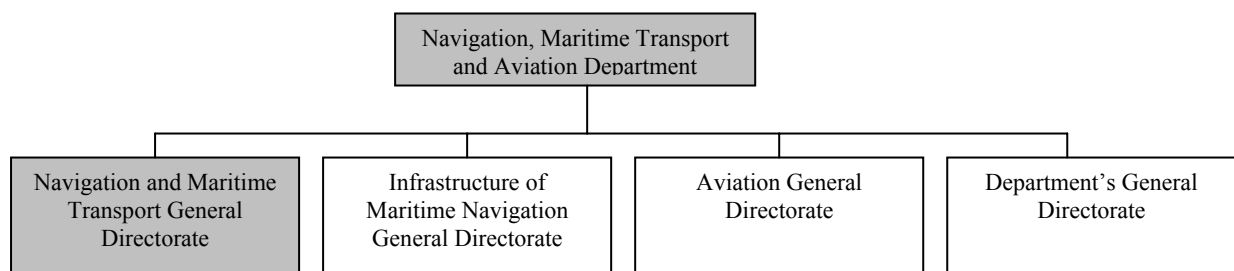 Navigation, Maritime Transport
and Aviation Department
Navigation and Maritime
Transport General
Directorate
Infrastructure of
Maritime Navigation
General Directorate
Aviation General
Directorate
Department's General
Directorate